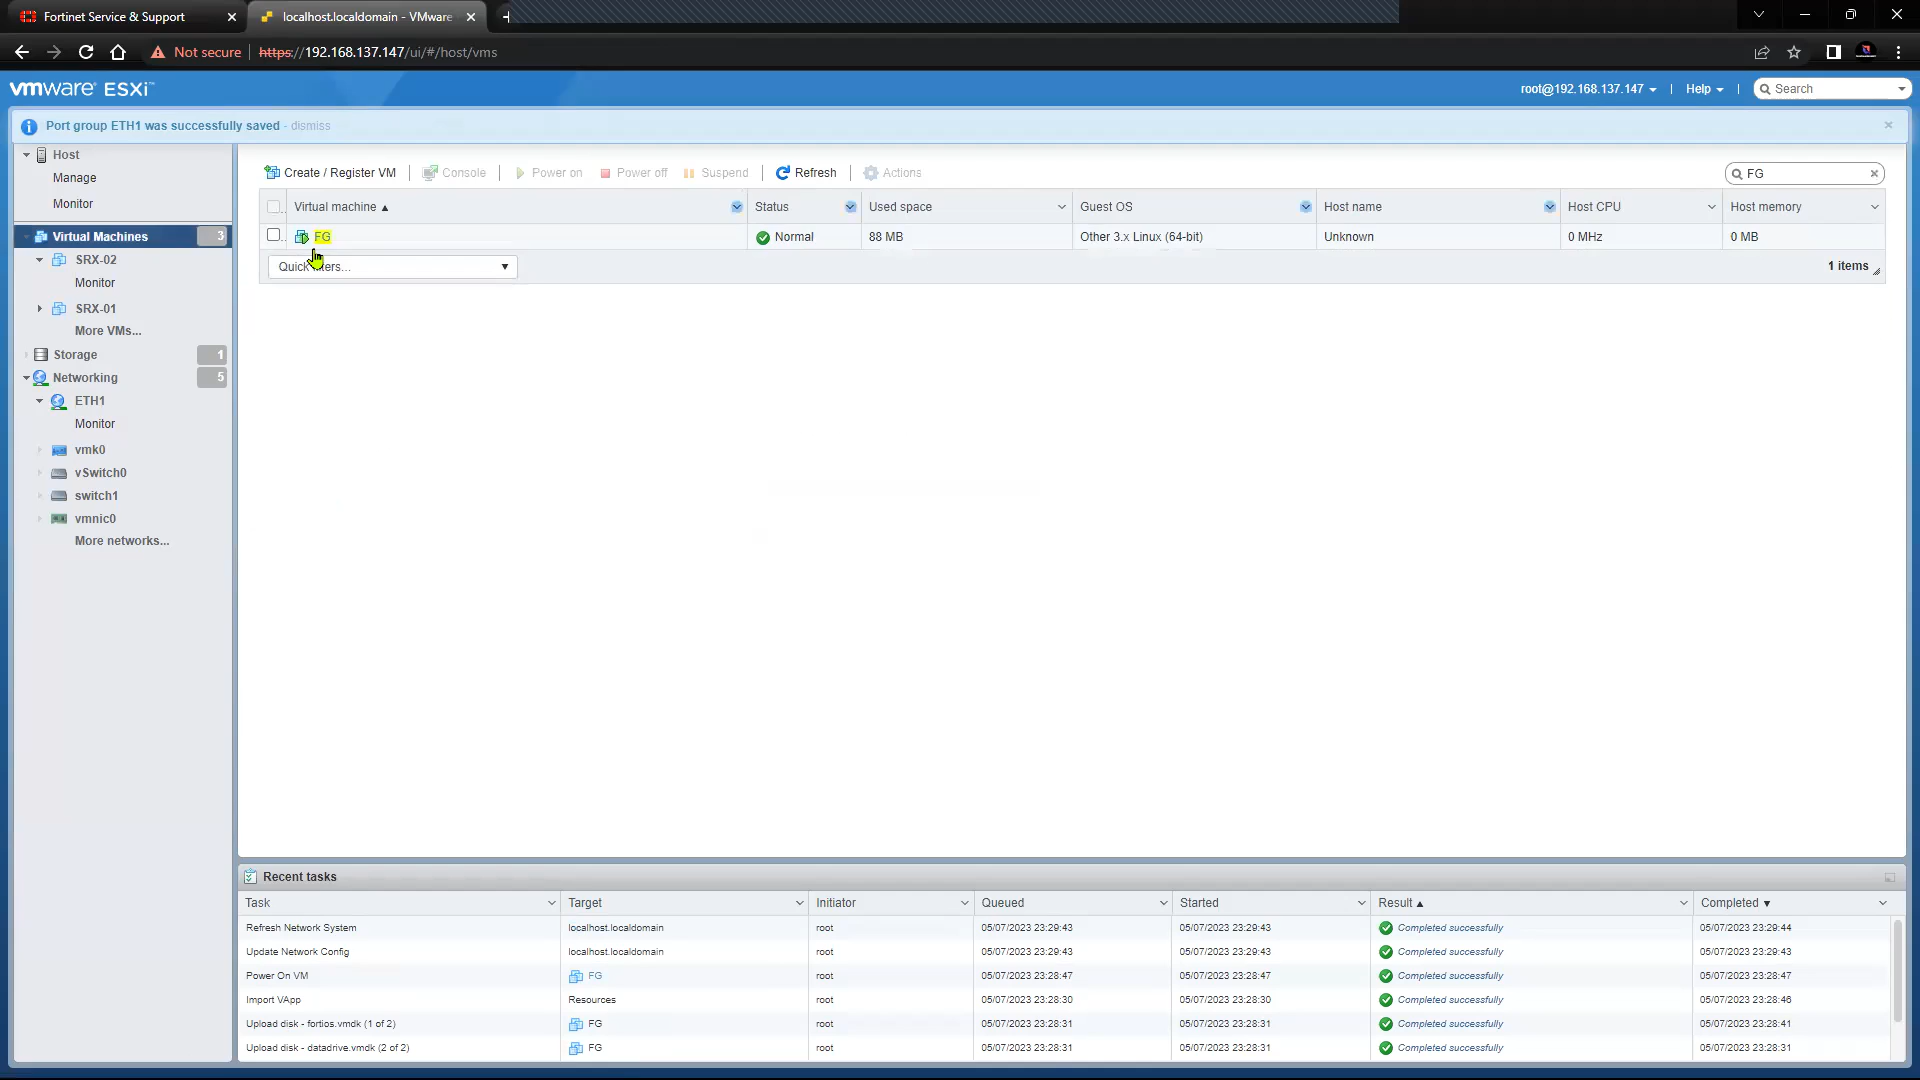 Fortinet Service & Support
localhost.localdomain - VMware
Not secure
https://192.168.137.147/ui/#/host/vms
vmware ESXi™
root@192.168.137.147
Help
Search
Port group ETH1 was successfully saved - dismiss
Host
Manage
Monitor
Virtual Machines 3
SRX-02
Monitor
SRX-01
More VMs...
Storage 1
Networking 5
ETH1
Monitor
vmk0
vSwitch0
switch1
vmnic0
More networks...
Create / Register VM
Console
Power on
Power off
Suspend
Refresh
Actions
FG
Virtual machine Status Used space Guest OS Host name Host CPU Host memory
FG Normal 88 MB Other 3.x Linux (64-bit) Unknown 0 MHz 0 MB
1 items
Recent tasks
Task Target Initiator Queued Started Result Completed
Refresh Network System localhost.localdomain root 05/07/2023 23:29:43 05/07/2023 23:29:43 Completed successfully 05/07/2023 23:29:44
Update Network Config localhost.localdomain root 05/07/2023 23:29:43 05/07/2023 23:29:43 Completed successfully 05/07/2023 23:29:43
Power On VM FG root 05/07/2023 23:28:47 05/07/2023 23:28:47 Completed successfully 05/07/2023 23:28:47
Import VApp Resources root 05/07/2023 23:28:30 05/07/2023 23:28:30 Completed successfully 05/07/2023 23:28:46
Upload disk - fortios.vmdk (1 of 2) FG root 05/07/2023 23:28:31 05/07/2023 23:28:31 Completed successfully 05/07/2023 23:28:41
Upload disk - datadrive.vmdk (2 of 2) FG root 05/07/2023 23:28:31 05/07/2023 23:28:31 Completed successfully 05/07/2023 23:28:31